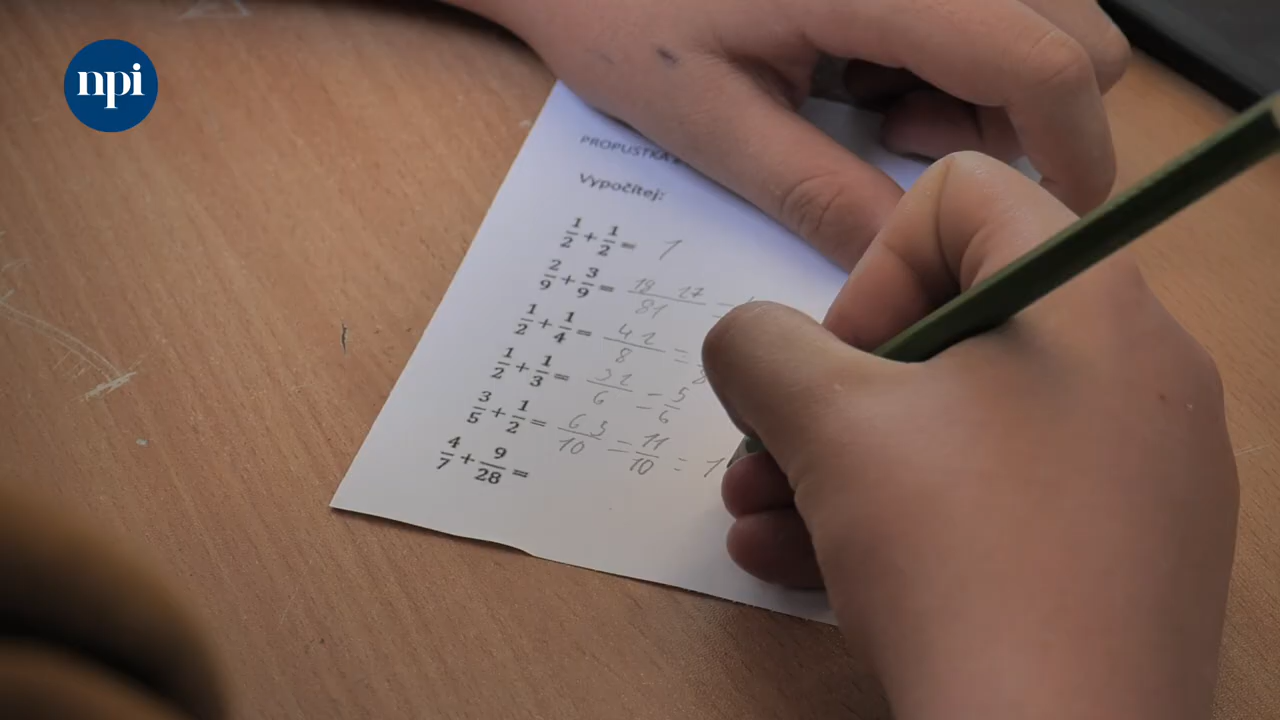 npi
PROPUSTKA
Vypočítej:
1/2 + 1/2 = 1
2/9 + 3/9 = 18 27/81 =
1/2 + 1/4 = 4 2/8 =
1/2 + 1/3 = 3 2/6 = 5/6
3/5 + 1/2 = 6 5/10 = 11/10 = 1
4/7 + 9/28 =